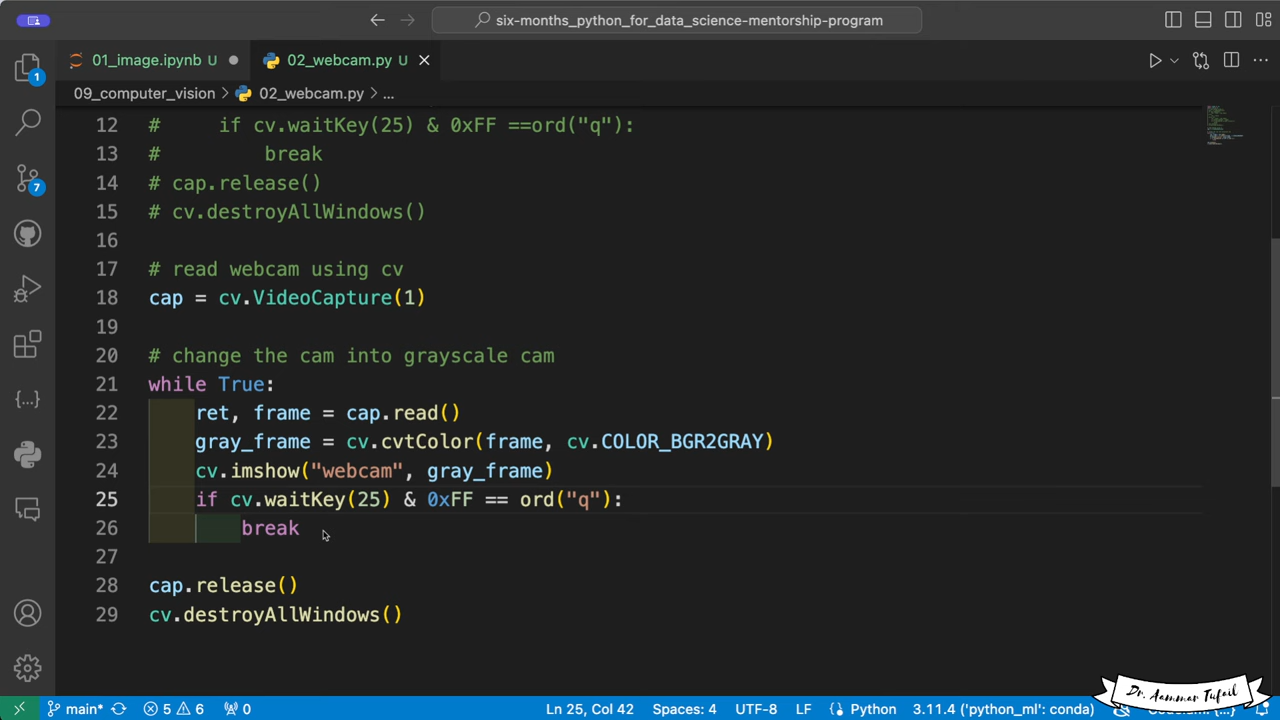 six-months_python_for_data_science-mentorship-program
01_image.ipynb U
02_webcam.py U
09_computer_vision > 02_webcam.py > ...
1
7
12 #     if cv.waitKey(25) & 0xFF ==ord("q"):
13 #         break
14 # cap.release()
15 # cv.destroyAllWindows()
16
17 # read webcam using cv
18 cap = cv.VideoCapture(1)
19
20 # change the cam into grayscale cam
21 while True:
22     ret, frame = cap.read()
23     gray_frame = cv.cvtColor(frame, cv.COLOR_BGR2GRAY)
24     cv.imshow("webcam", gray_frame)
25     if cv.waitKey(25) & 0xFF == ord("q"):
26         break
27
28 cap.release()
29 cv.destroyAllWindows()
Dr. Aammar Tufail
main* 5 6 0 Ln 25, Col 42 Spaces: 4 UTF-8 LF Python 3.11.4 ('python_ml': conda)